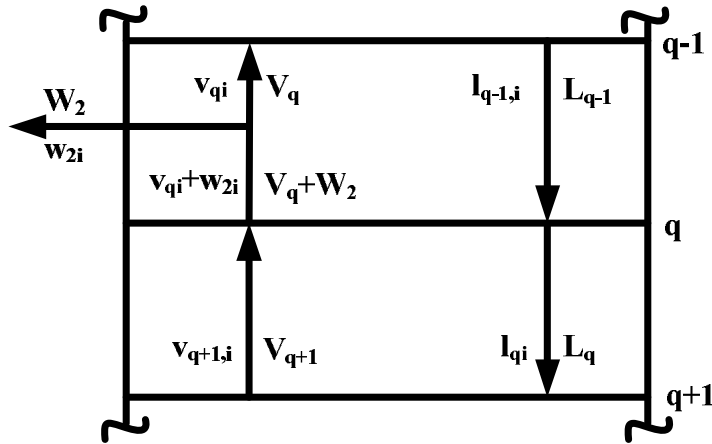 q-1
v_qi V_q l_q-1,i L_q-1
W_2
w_2i
v_qi+w_2i V_q+W_2
q
v_q+1,i V_q+1 l_qi L_q
q+1